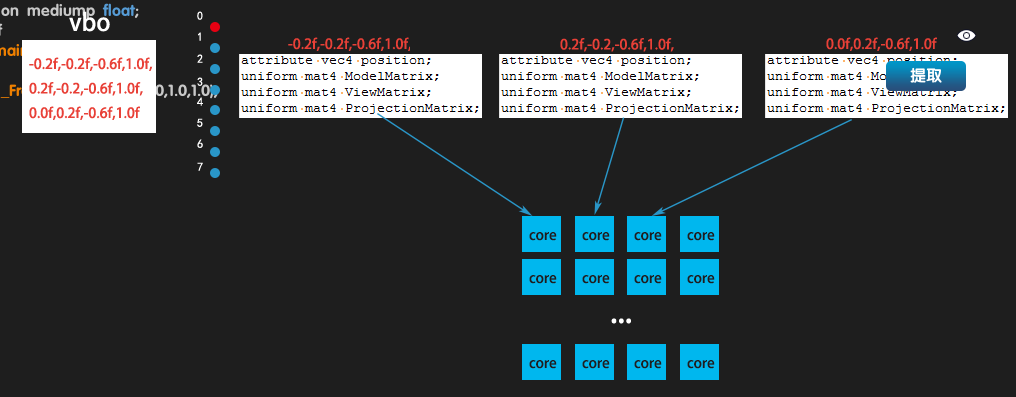 on mediump float;
f
vbo
main
-0.2f,-0.2f,-0.6f,1.0f,
0.2f,-0.2,-0.6f,1.0f,
0.0f,0.2f,-0.6f,1.0f
_Fra
0,1.0,1.0);
0
1
2
3
4
5
6
7
-0.2f,-0.2f,-0.6f,1.0f,
attribute vec4 position;
uniform mat4 ModelMatrix;
uniform mat4 ViewMatrix;
uniform mat4 ProjectionMatrix;
0.2f,-0.2,-0.6f,1.0f,
attribute vec4 position;
uniform mat4 ModelMatrix;
uniform mat4 ViewMatrix;
uniform mat4 ProjectionMatrix;
0.0f,0.2f,-0.6f,1.0f
attribute vec4 position;
uniform mat4 Mo
uniform mat4 ViewMatrix;
uniform mat4 ProjectionMatrix;
提取
core core core core
core core core core
•••
core core core core